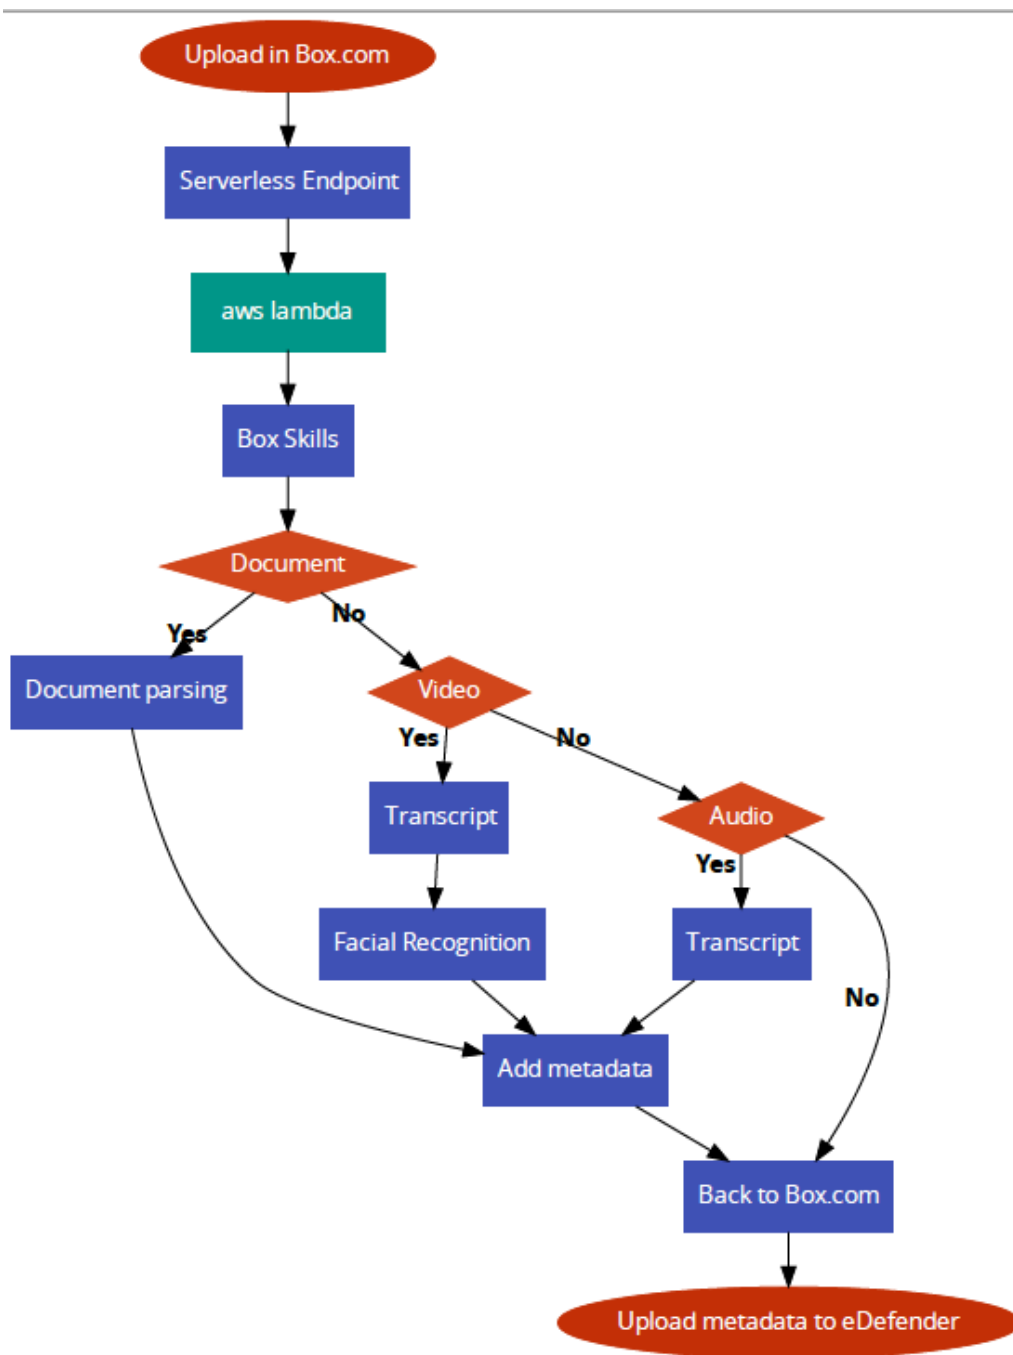 Upload in Box.com
Serverless Endpoint
aws lambda
Box Skills
Document
Yes
No
Document parsing
Video
Yes
No
Transcript
Audio
Yes
Facial Recognition
Transcript
No
Add metadata
Back to Box.com
Upload metadata to eDefender